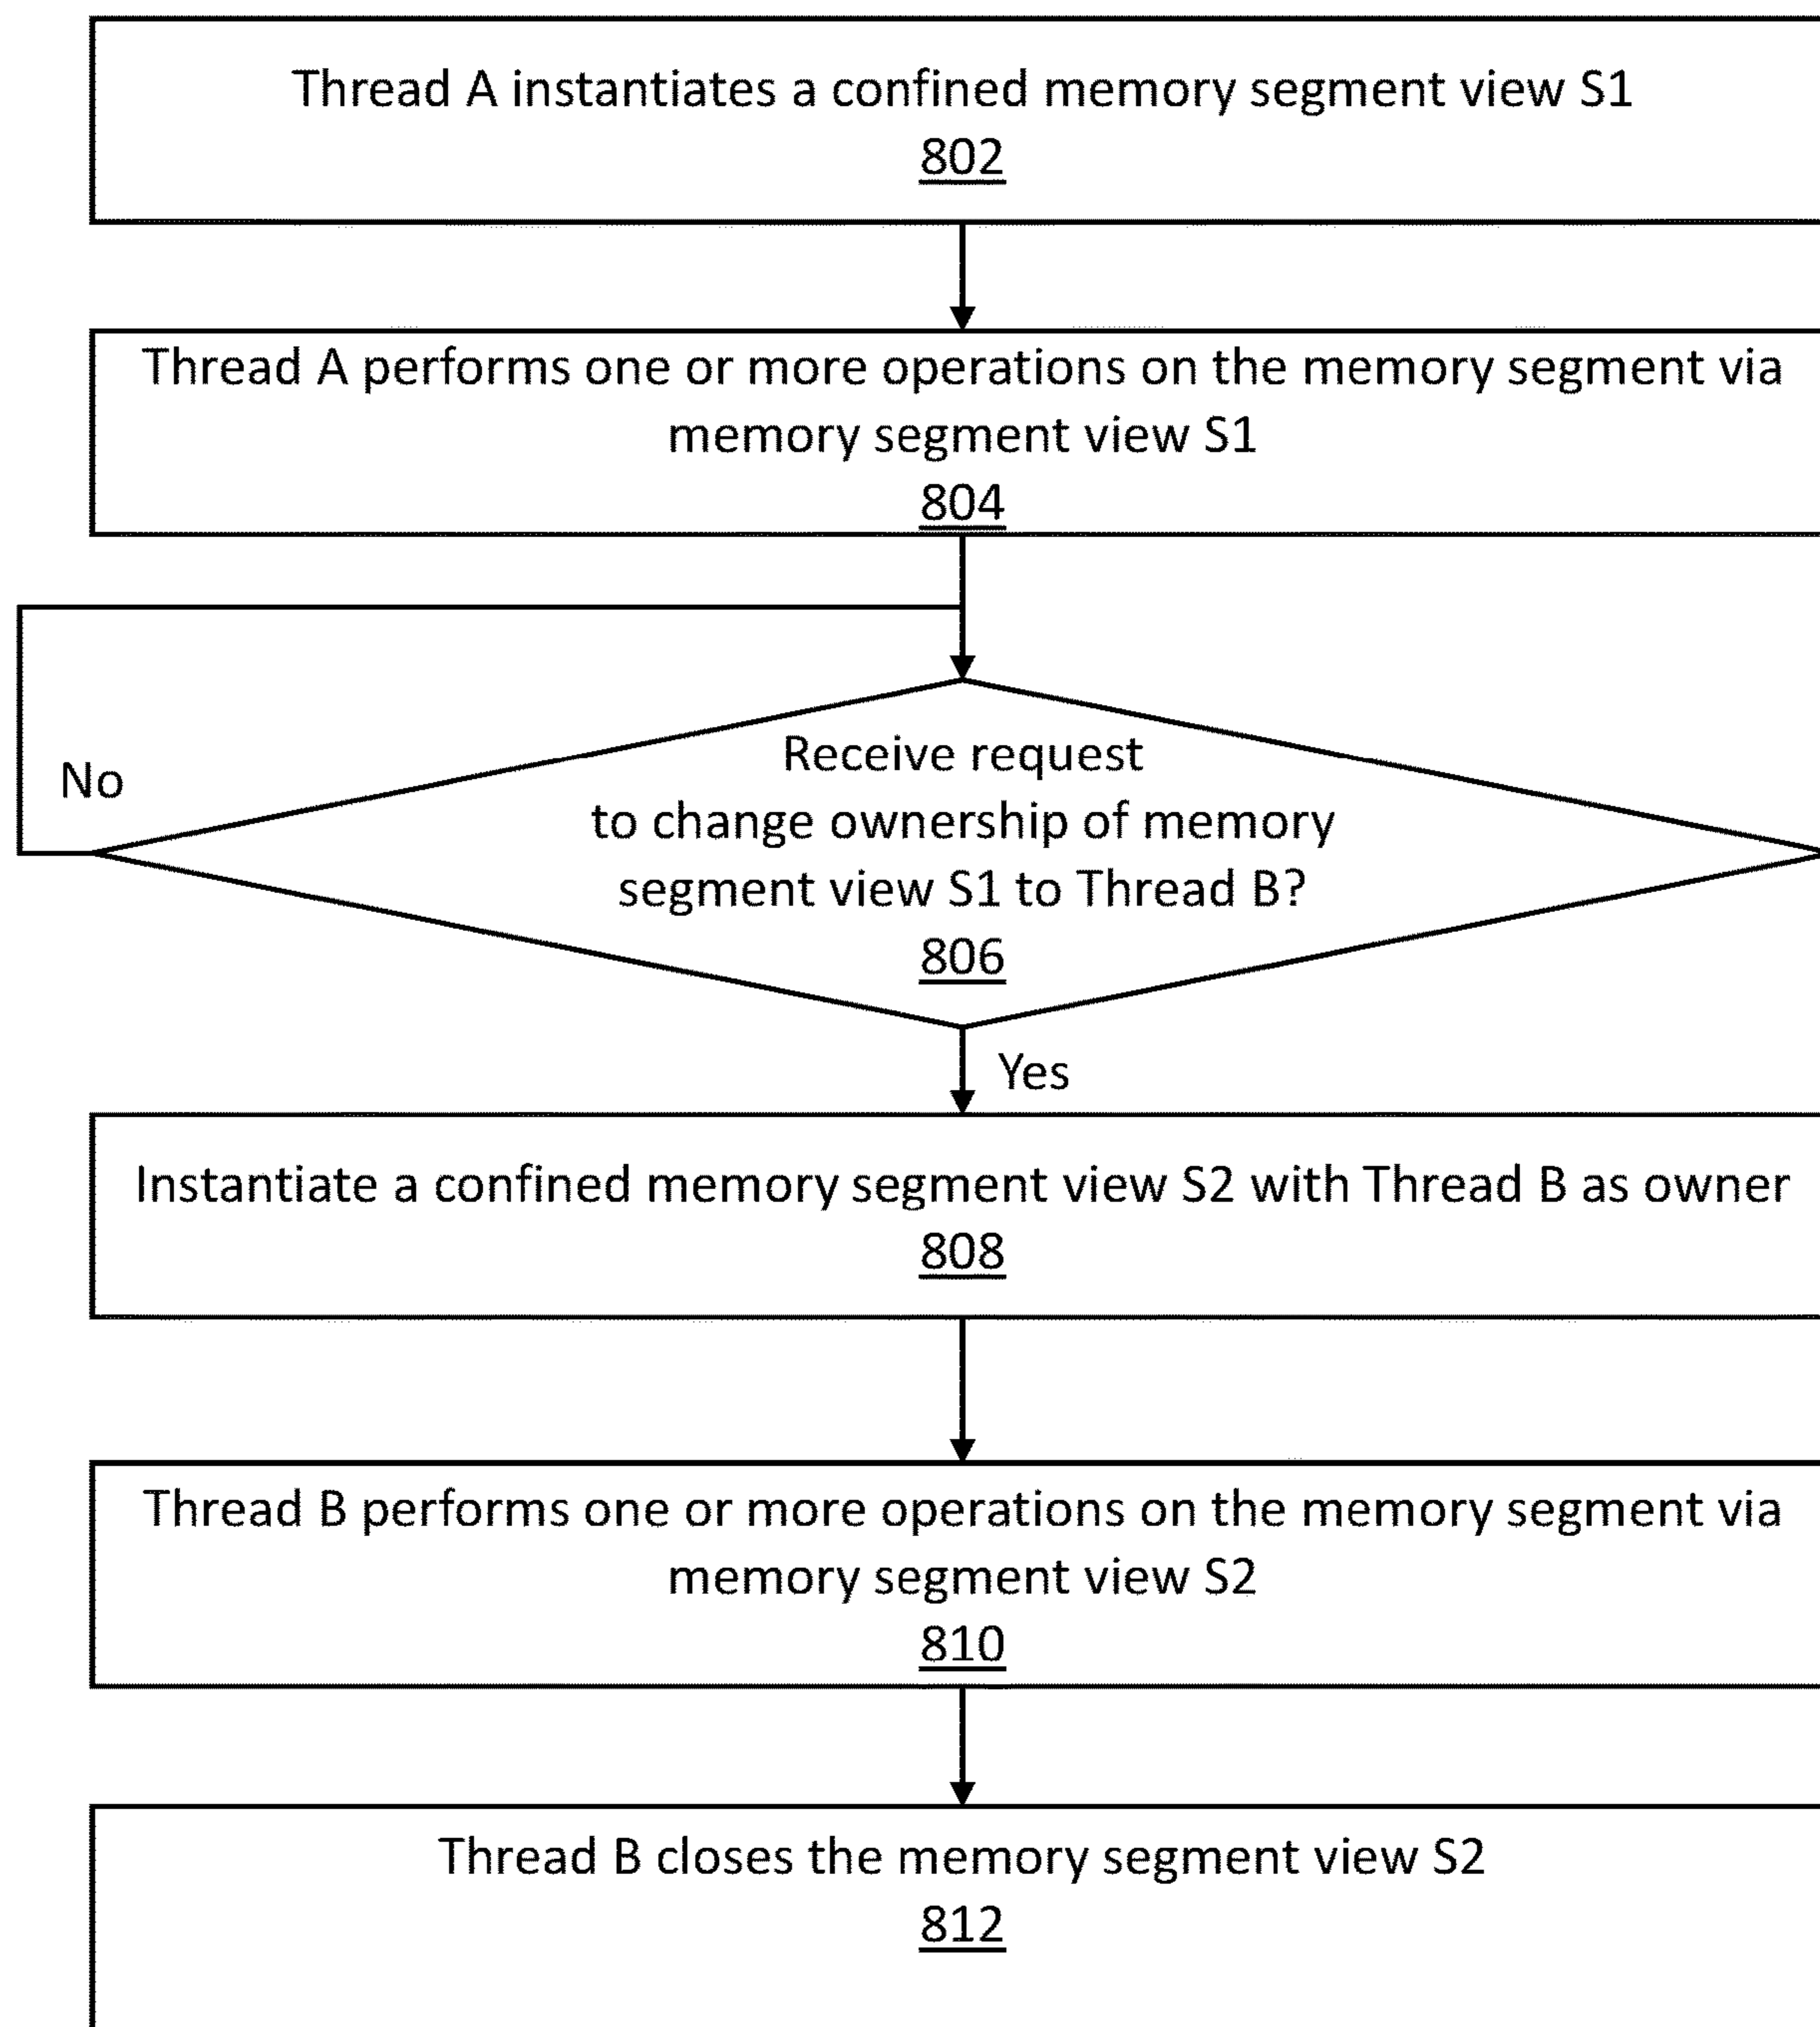 Thread A instantiates a confined memory segment view S1
802
Thread A performs one or more operations on the memory segment via
memory segment view S1
804
No
Receive request
to change ownership of memory
segment view S1 to Thread B?
806
Yes
Instantiate a confined memory segment view S2 with Thread B as owner
808
Thread B performs one or more operations on the memory segment via
memory segment view S2
810
Thread B closes the memory segment view S2
812